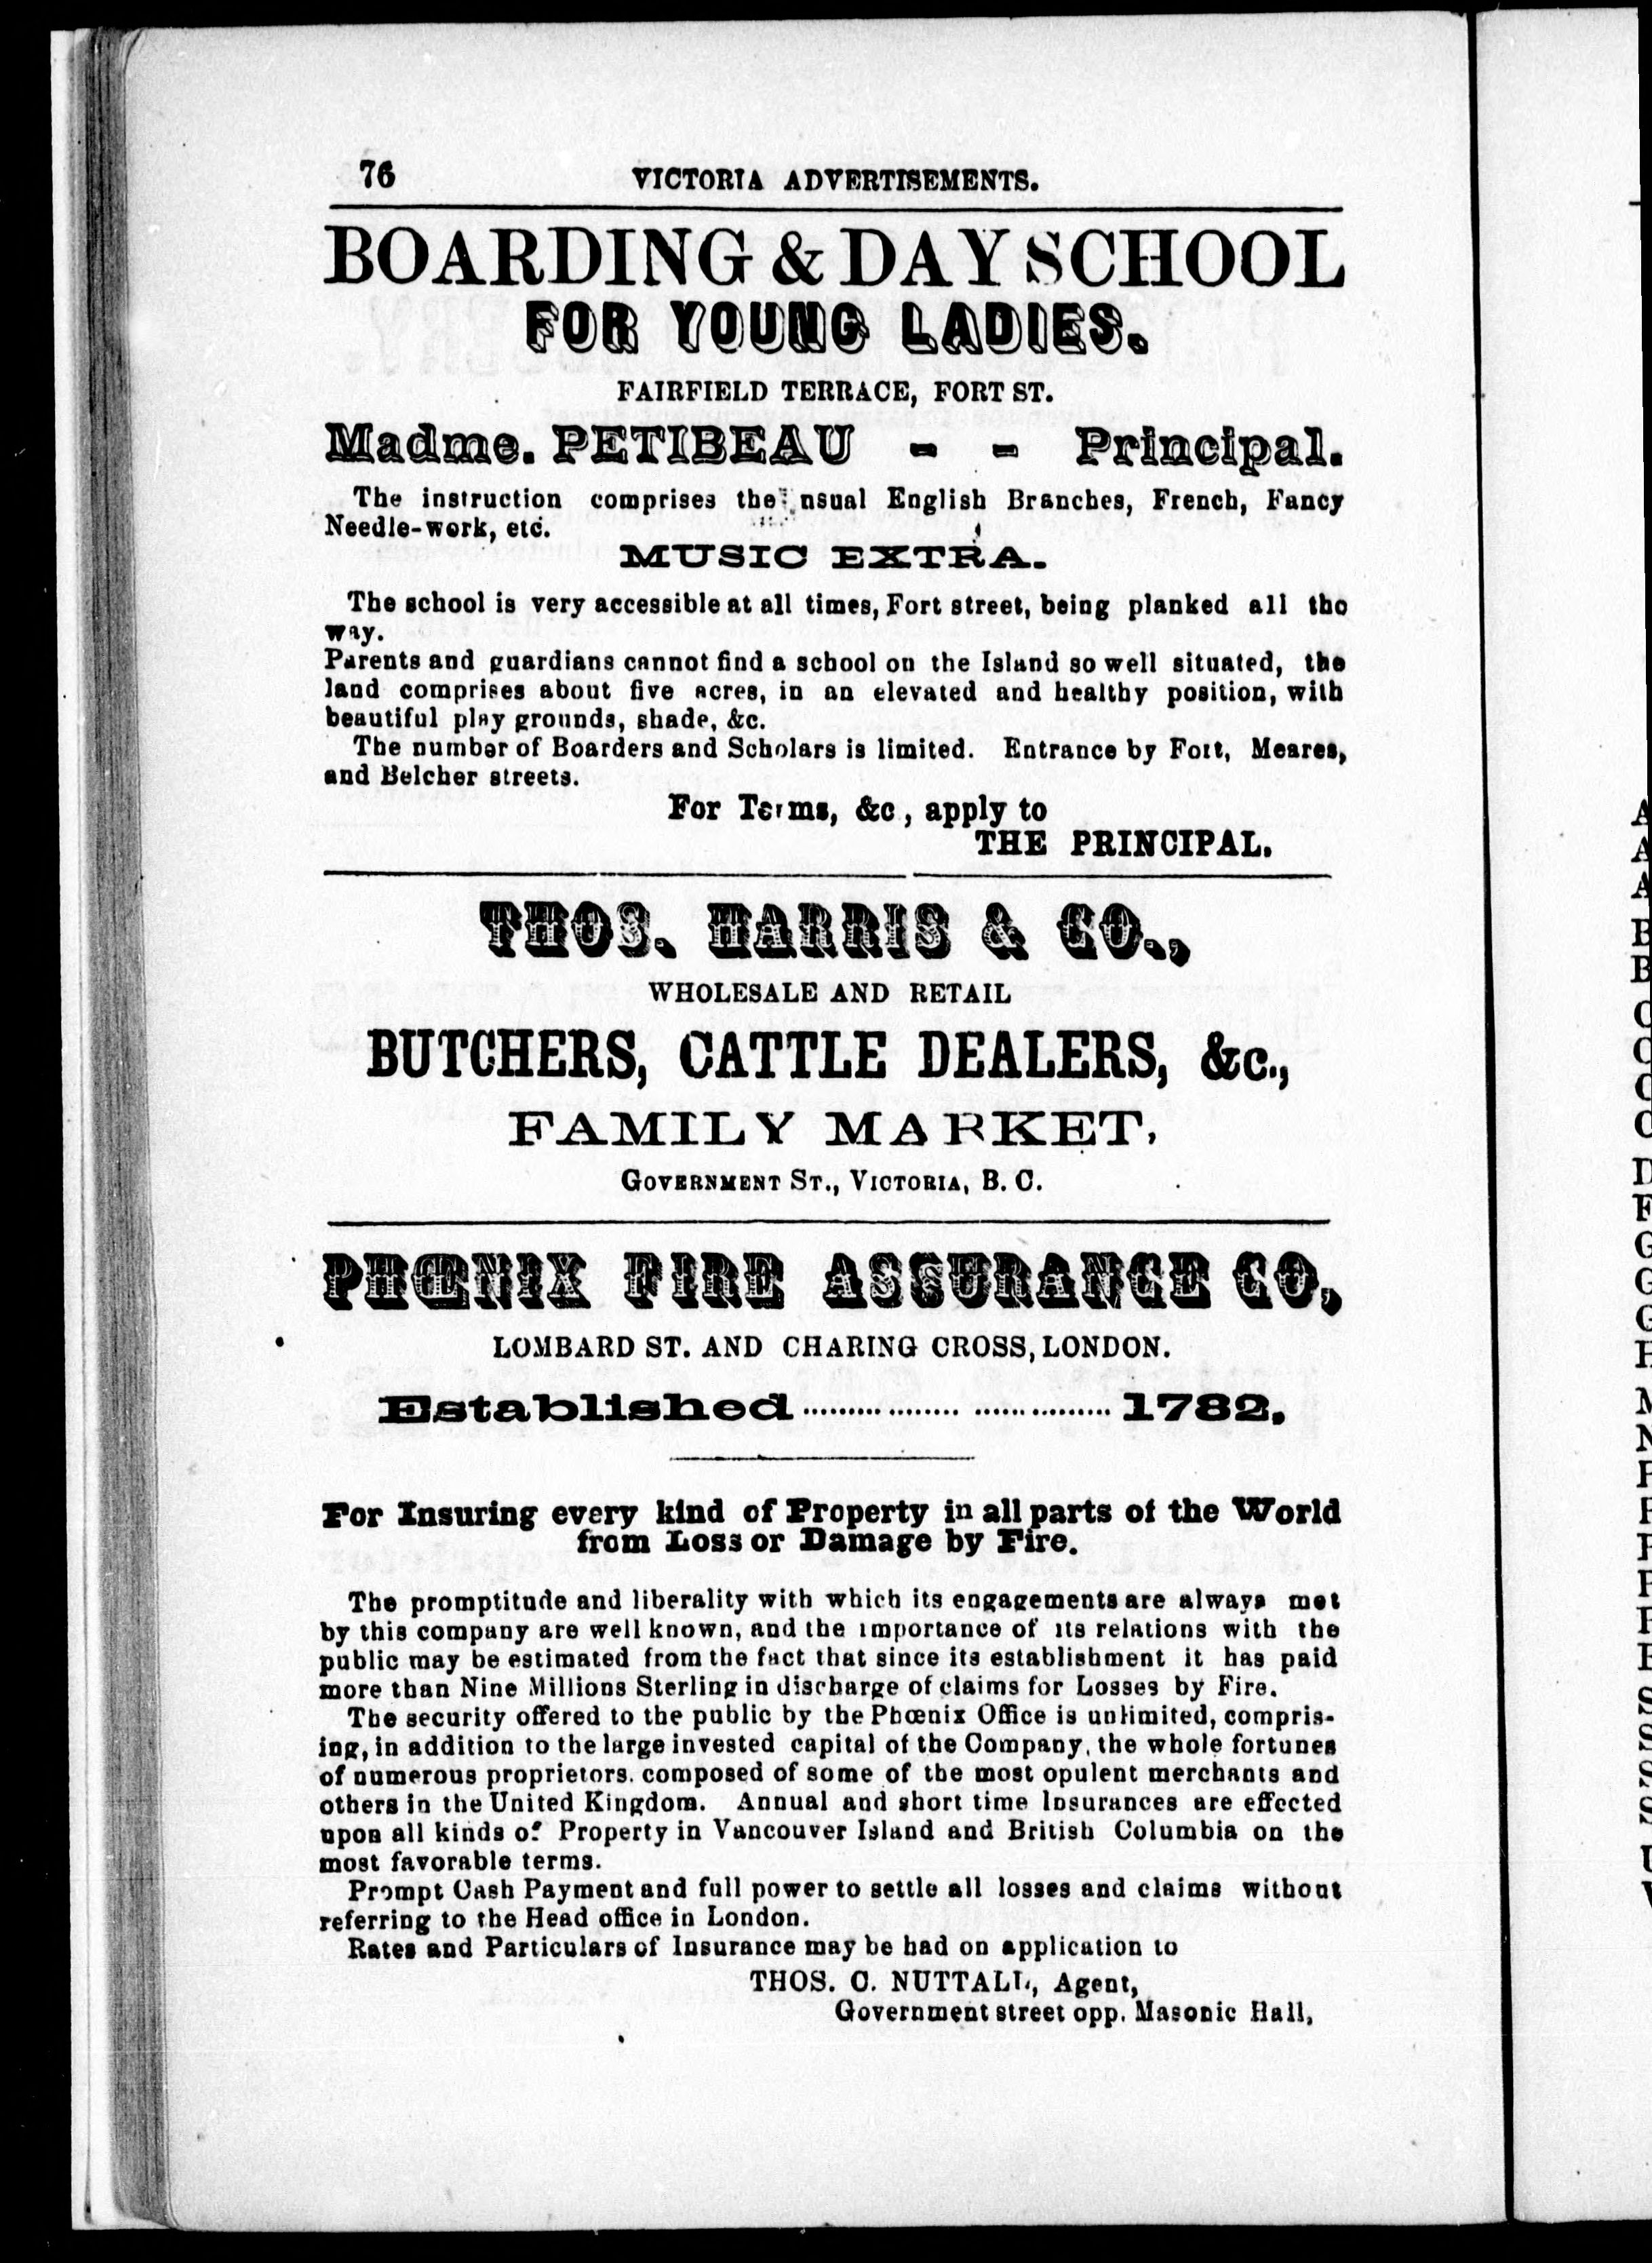 76 VICTORIA ADVERTISEMENTS.
BOARDING & DAY SCHOOL
FOR YOUNG LADIES.
FAIRFIELD TERRACE, FORT ST.
Madme. PETIBEAU - - Principal.
The instruction comprises the nsual English Branches, French, Fancy
Needle-work, etc.
MUSIC EXTRA.
The school is very accessible at all times, Fort street, being planked all the
way.
Parents and guardians cannot find a school on the Island so well situated, the
land comprises about five acres, in an elevated and healthy position, with
beautiful play grounds, shade, &c.
The number of Boarders and Scholars is limited. Entrance by Fort, Meares,
and Belcher streets.
For Terms, &c, apply to
THE PRINCIPAL.
THOS. HARRIS & CO.,
WHOLESALE AND RETAIL
BUTCHERS, CATTLE DEALERS, &c.,
FAMILY MARKET,
GOVERNMENT ST., VICTORIA, B. C.
PHŒNIX FIRE ASSURANCE CO,
LOMBARD ST. AND CHARING CROSS, LONDON.
Established.................................1782,
For Insuring every kind of Property in all parts of the World
from Loss or Damage by Fire.
The promptitude and liberality with which its engagements are always met
by this company are well known, and the importance of its relations with the
public may be estimated from the fact that since its establishment it has paid
more than Nine Millions Sterling in discharge of claims for Losses by Fire.
The security offered to the public by the Phœnix Office is unlimited, compris-
ing, in addition to the large invested capital of the Company, the whole fortunes
of numerous proprietors. composed of some of the most opulent merchants and
others in the United Kingdom. Annual and short time Insurances are effected
upon all kinds of Property in Vancouver Island and British Columbia on the
most favorable terms.
Prompt Cash Payment and full power to settle all losses and claims without
referring to the Head office in London.
Rates and Particulars of Insurance may be had on application to
THOS. C. NUTTALL, Agent,
Government street opp. Masonic Hall,